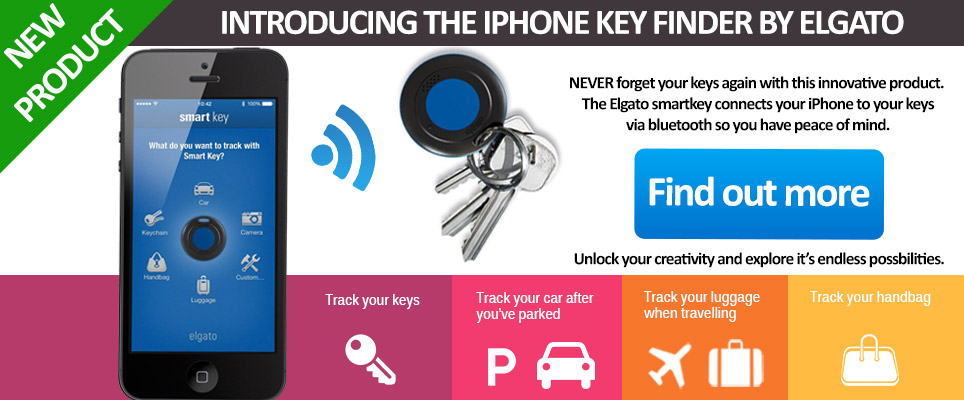 NEW
PRODUCT
INTRODUCING THE IPHONE KEY FINDER BY ELGATO
NEVER forget your keys again with this innovative product.
The Elgato smartkey connects your iPhone to your keys
via bluetooth so you have peace of mind.
Find out more
Unlock your creativity and explore it's endless possbilities.
10:42
100%
smart key
What do you want to track with
Smart Key?
Car
Keychain
Camera
Handbag
Custom...
Luggage
elgato
Track your keys
Track your car after
you've parked
P
Track your luggage
when travelling
Track your handbag